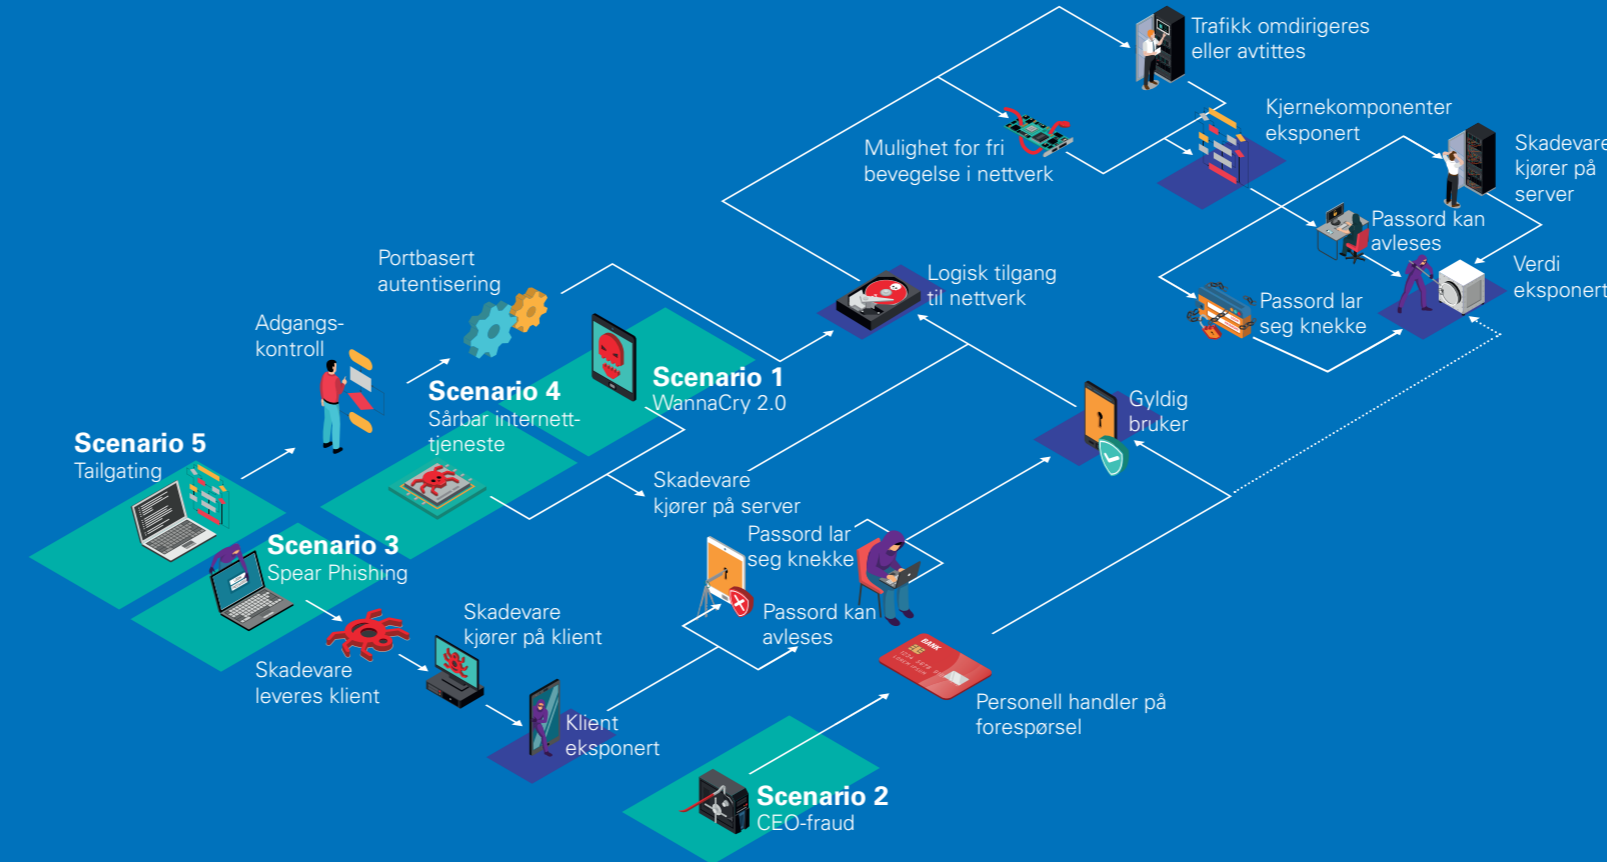 Trafikk omdirigeres
eller avtittes
Kjernekomponenter
eksponert
Skadevare
kjører på
server
Mulighet for fri
bevegelse i nettverk
Passord kan
avleses
Verdi
eksponert
Portbasert
autentisering
Logisk tilgang
til nettverk
Passord lar
seg knekke
Adgangs-
kontroll
Scenario 1
WannaCry 2.0
Scenario 4
Sårbar internett-
tjeneste
Gyldig
bruker
Scenario 5
Tailgating
Skadevare
kjører på server
Scenario 3
Spear Phishing
Passord lar
seg knekke
Skadevare
kjører på klient
Passord kan
avleses
Skadevare
leveres klient
BANK
Personell handler på
forespørsel
Klient
eksponert
Scenario 2
CEO-fraud